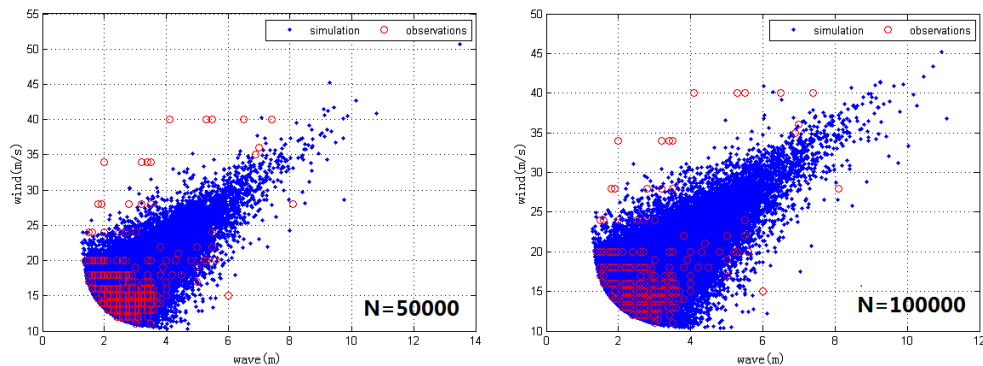 55
50
45
40
35
30
25
20
15
10
wind(m/s)
0 2 4 6 8 10 12 14
wave(m)
simulation observations
N=50000
50
45
40
35
30
25
20
15
10
wind(m/s)
0 2 4 6 8 10 12
wave(m)
simulation observations
N=100000